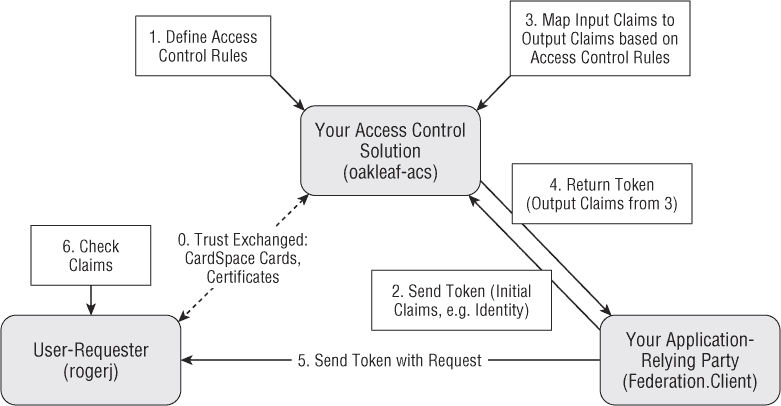 1. Define Access
Control Rules
3. Map Input Claims to
Output Claims based on
Access Control Rules
Your Access Control
Solution
(oakleaf-acs)
4. Return Token
(Output Claims from 3)
6. Check
Claims
0. Trust Exchanged:
CardSpace Cards,
Certificates
2. Send Token (Initial
Claims, e.g. Identity)
User-Requester
(rogerj)
5. Send Token with Request
Your Application-
Relying Party
(Federation.Client)